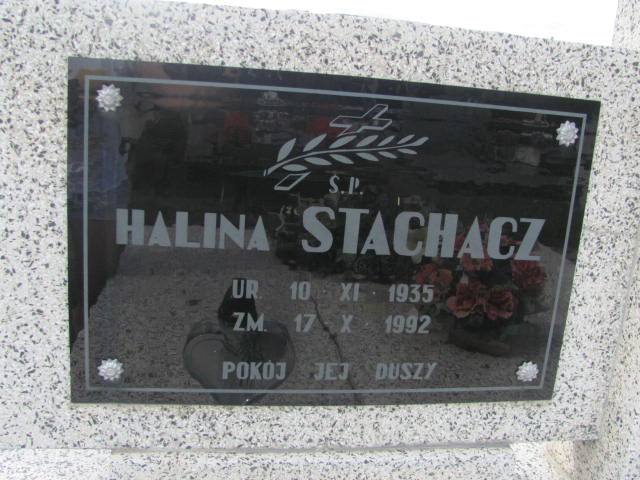 Ś.P.
HALINA STACHACZ
UR. 10 · XI · 1935
ZM. 17 · X · 1992
POKÓJ JEJ DUSZY